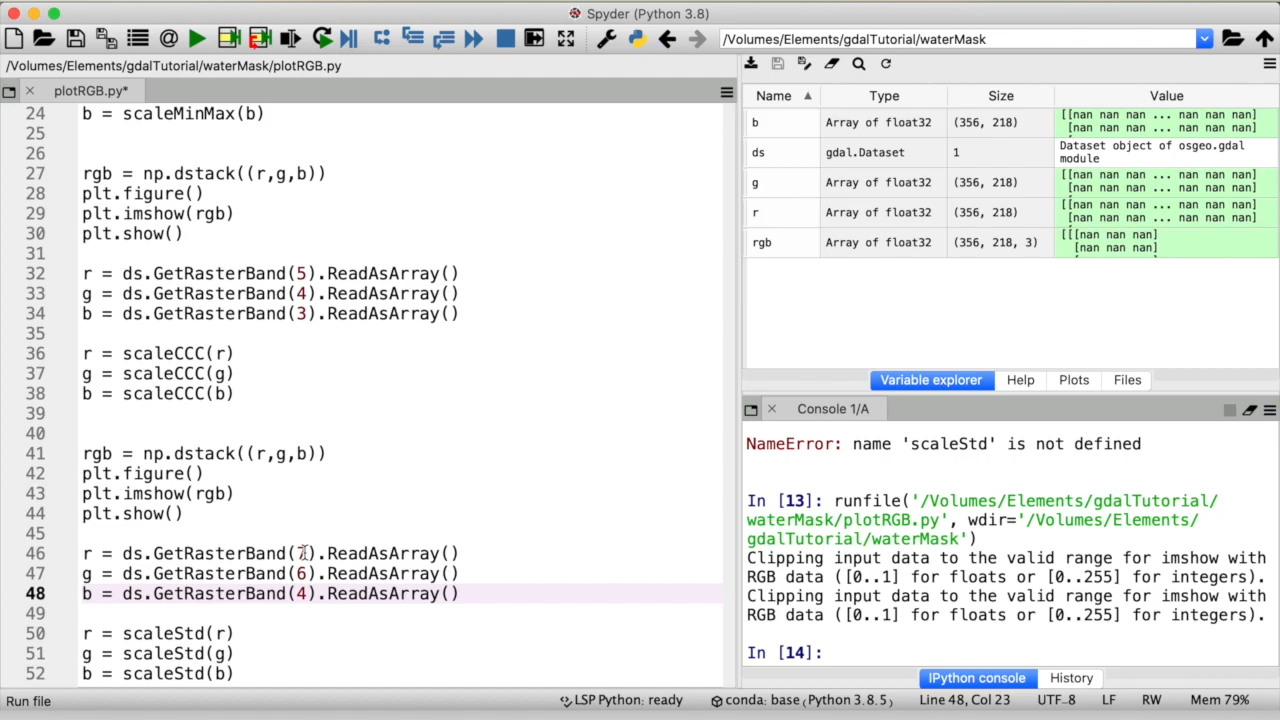 Spyder (Python 3.8)
/Volumes/Elements/gdalTutorial/waterMask
/Volumes/Elements/gdalTutorial/waterMask/plotRGB.py
plotRGB.py*
24 b = scaleMinMax(b)
25
26
27 rgb = np.dstack((r,g,b))
28 plt.figure()
29 plt.imshow(rgb)
30 plt.show()
31
32 r = ds.GetRasterBand(5).ReadAsArray()
33 g = ds.GetRasterBand(4).ReadAsArray()
34 b = ds.GetRasterBand(3).ReadAsArray()
35
36 r = scaleCCC(r)
37 g = scaleCCC(g)
38 b = scaleCCC(b)
39
40
41 rgb = np.dstack((r,g,b))
42 plt.figure()
43 plt.imshow(rgb)
44 plt.show()
45
46 r = ds.GetRasterBand(7).ReadAsArray()
47 g = ds.GetRasterBand(6).ReadAsArray()
48 b = ds.GetRasterBand(4).ReadAsArray()
49
50 r = scaleStd(r)
51 g = scaleStd(g)
52 b = scaleStd(b)
Name Type Size Value
b Array of float32 (356, 218) [[nan nan nan ... nan nan nan]
[nan nan nan ... nan nan nan]
ds gdal.Dataset 1 Dataset object of osgeo.gdal
module
g Array of float32 (356, 218) [[nan nan nan ... nan nan nan]
[nan nan nan ... nan nan nan]
r Array of float32 (356, 218) [[nan nan nan ... nan nan nan]
[nan nan nan ... nan nan nan]
rgb Array of float32 (356, 218, 3) [[[nan nan nan]
[nan nan nan]
Variable explorer Help Plots Files
Console 1/A
NameError: name 'scaleStd' is not defined
In [13]: runfile('/Volumes/Elements/gdalTutorial/
waterMask/plotRGB.py', wdir='/Volumes/Elements/
gdalTutorial/waterMask')
Clipping input data to the valid range for imshow with
RGB data ([0..1] for floats or [0..255] for integers).
Clipping input data to the valid range for imshow with
RGB data ([0..1] for floats or [0..255] for integers).
In [14]:
IPython console History
Run file LSP Python: ready conda: base (Python 3.8.5) Line 48, Col 23 UTF-8 LF RW Mem 79%